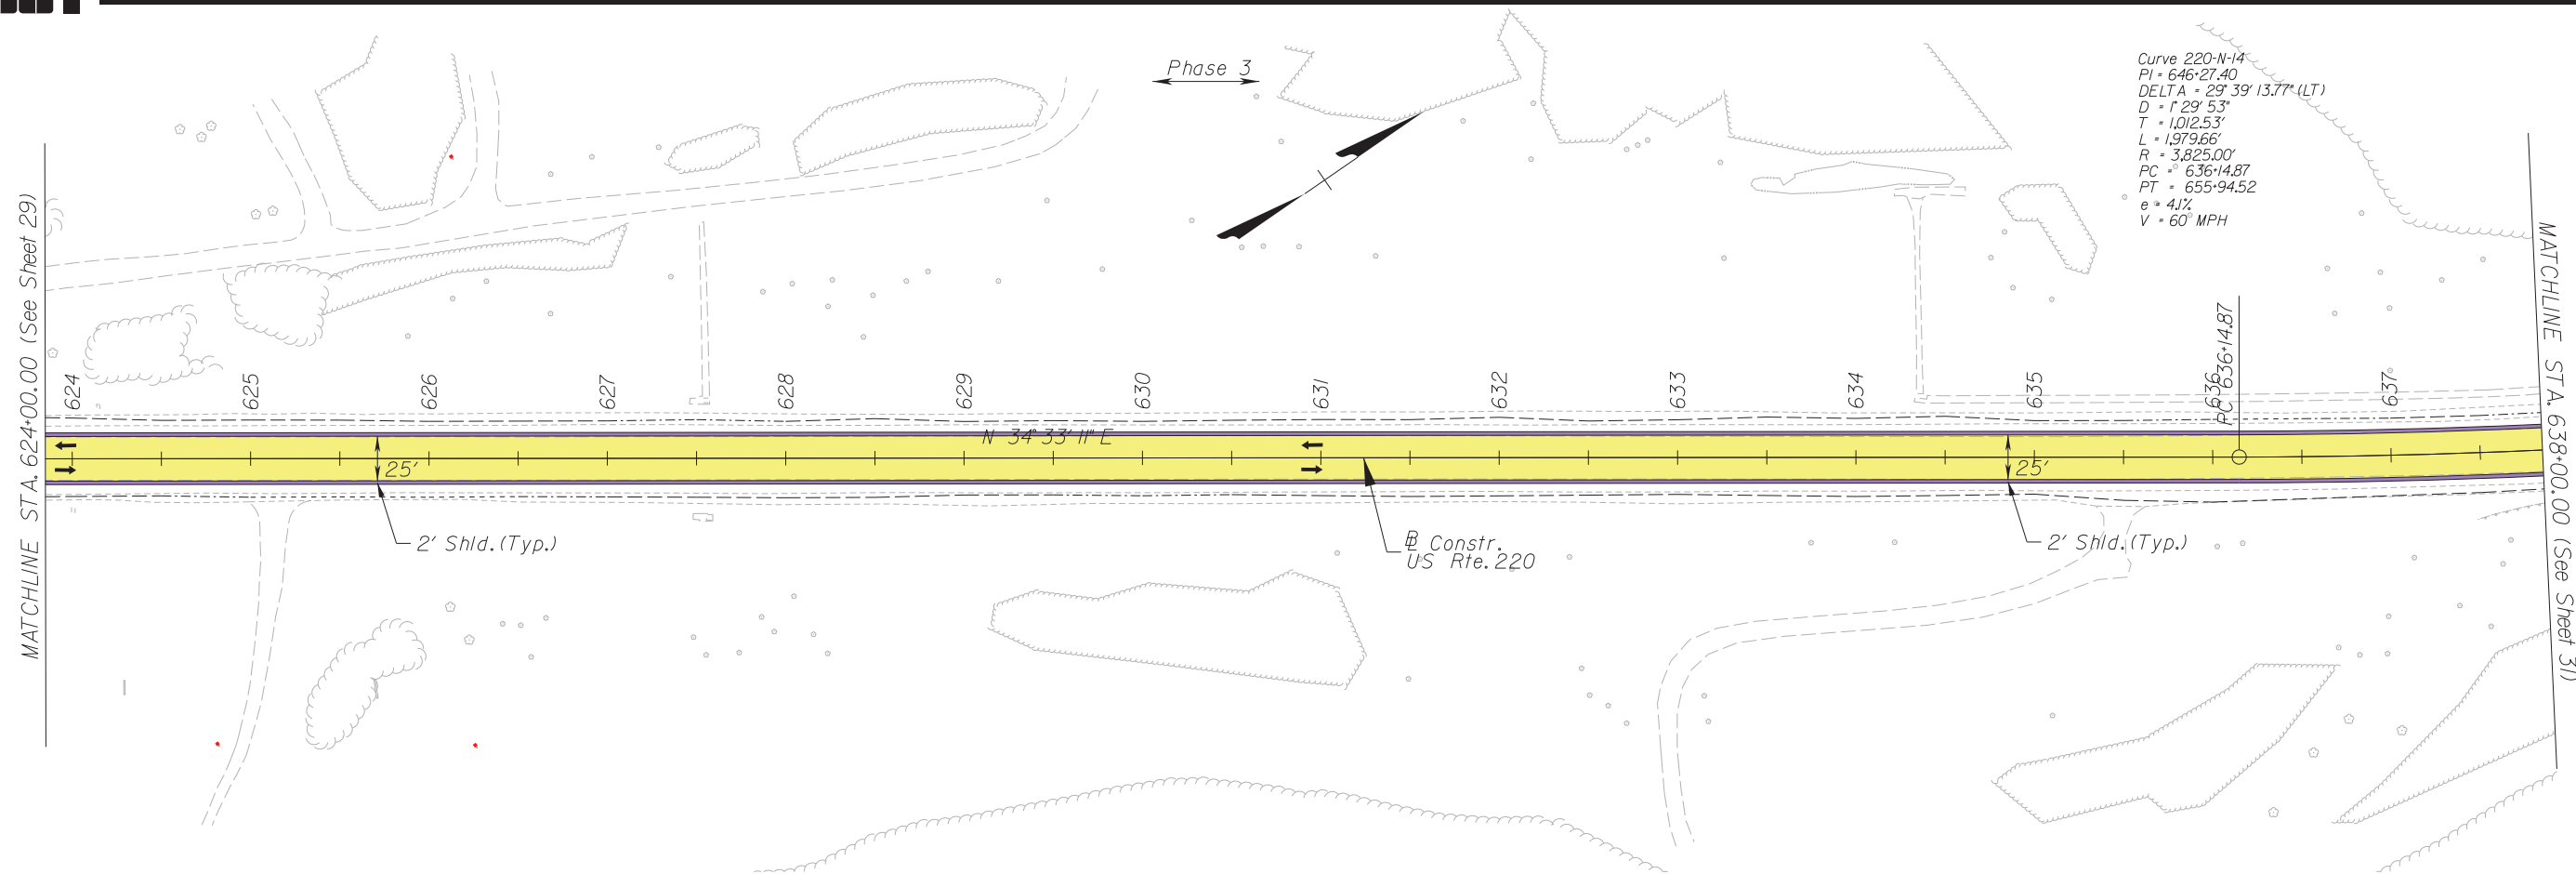 Phase 3
Curve 220-N-14
PI = 646+27.40
DELTA = 29° 39' 13.77" (LT)
D = 1° 29' 53"
T = 1,012.53'
L = 1,979.66'
R = 3,825.00'
PC = 636+14.87
PT = 655+94.52
e = 4.1%
V = 60 MPH
MATCHLINE STA. 624+00.00 (See Sheet 29)
624
625
626
627
628
629
630
631
632
633
634
635
636
PC 636+14.87
637
MATCHLINE STA. 638+00.00 (See Sheet 31)
N 34° 33' 11" E
25'
25'
2' Shld. (Typ.)
B Constr.
US Rte. 220
2' Shld. (Typ.)